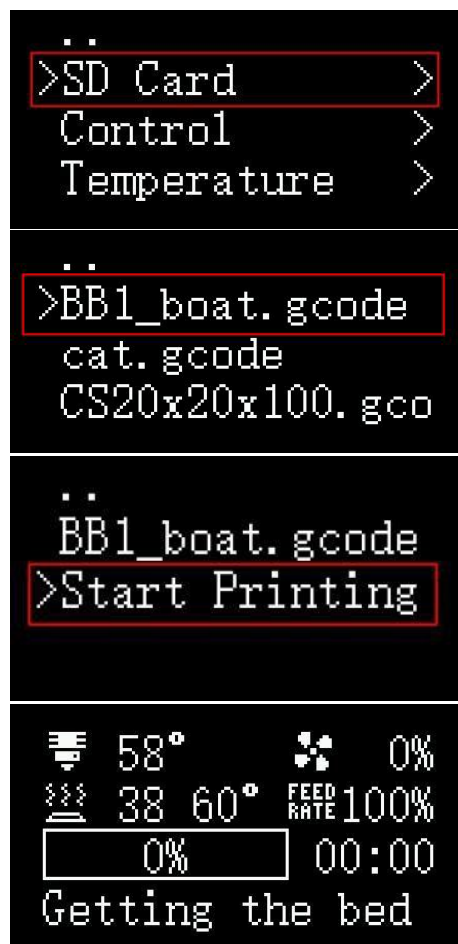 ..
>SD Card >
Control >
Temperature >
..
>BB1_boat.gcode
cat.gcode
CS20x20x100.gco
..
BB1_boat.gcode
>Start Printing
58° 0%
38 60° FEED RATE 100%
0% 00:00
Getting the bed